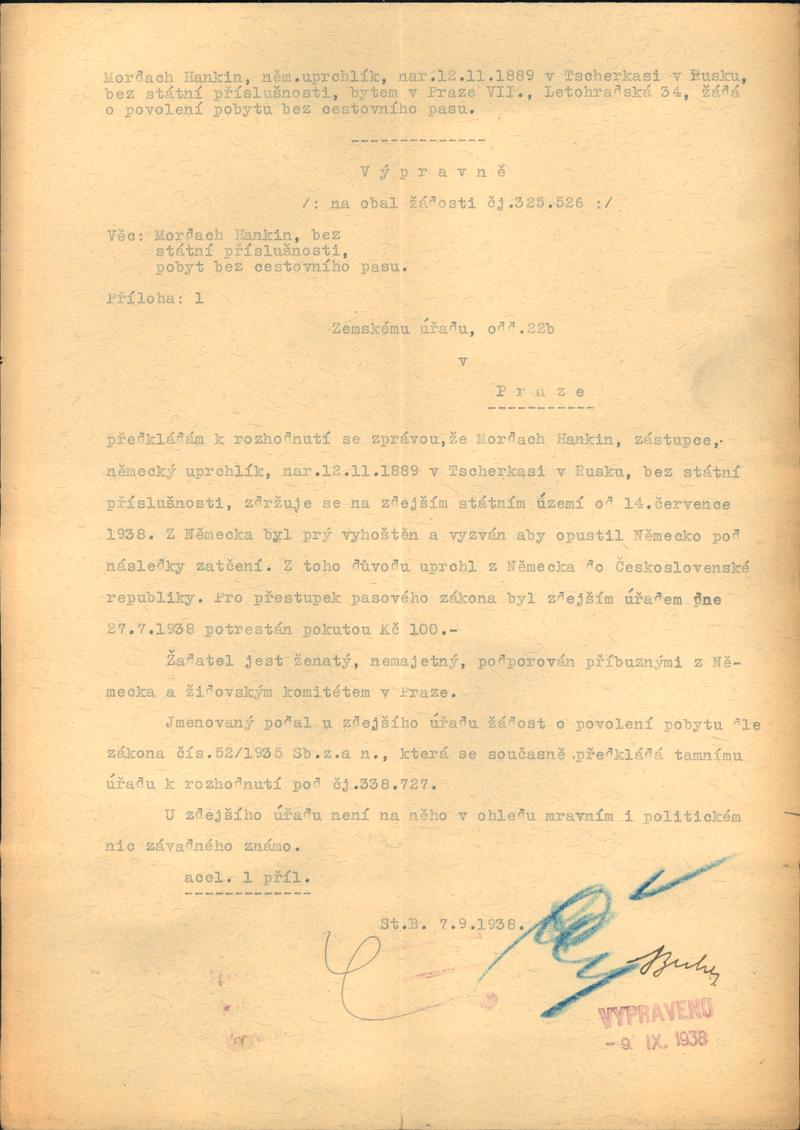 Mordach Hankin, něm.uprchlík, nar.12.11.1889 v Tscherkasi v Rusku,
bez státní příslušnosti, bytem v Praze VII., Letohradská 34, žádá
o povolení pobytu bez cestovního pasu.
--------------
V ý p r a v n ě
/: na obal žádosti čj.325.526 :/
Věc: Mordach Hankin, bez
státní příslušnosti,
pobyt bez cestovního pasu.
Příloha: 1
Zemskému úřadu, odd.22b
v
P r a z e
-----------
předkládám k rozhodnutí se zprávou,že Mordach Hankin, zástupce,
německý uprchlík, nar.12.11.1889 v Tscherkasi v Rusku, bez státní
příslušnosti, zdržuje se na zdejším státním území od 14.července
1938. Z Německa byl prý vyhoštěn a vyzván aby opustil Německo pod
následky zatčení. Z toho důvodu uprchl z Německa do Československé
republiky. Pro přestupek pasového zákona byl zdejším úřadem dne
27.7.1938 potrestán pokutou Kč 100.-
Žadatel jest ženatý, nemajetný, podporován příbuznými z Ně-
mecka a židovským komitétem v Praze.
Jmenovaný podal u zdejšího úřadu žádost o povolení pobytu dle
zákona čís.52/1935 Sb.z.a n., která se současně předkládá tamnímu
úřadu k rozhodnutí pod čj.338.727.
U zdejšího úřadu není na něho v ohledu mravním i politickém
nic závadného známo.
accl. 1 příl.
-------------
St.B. 7.9.1938.
VYPRAVENO
- 9. IX. 1938